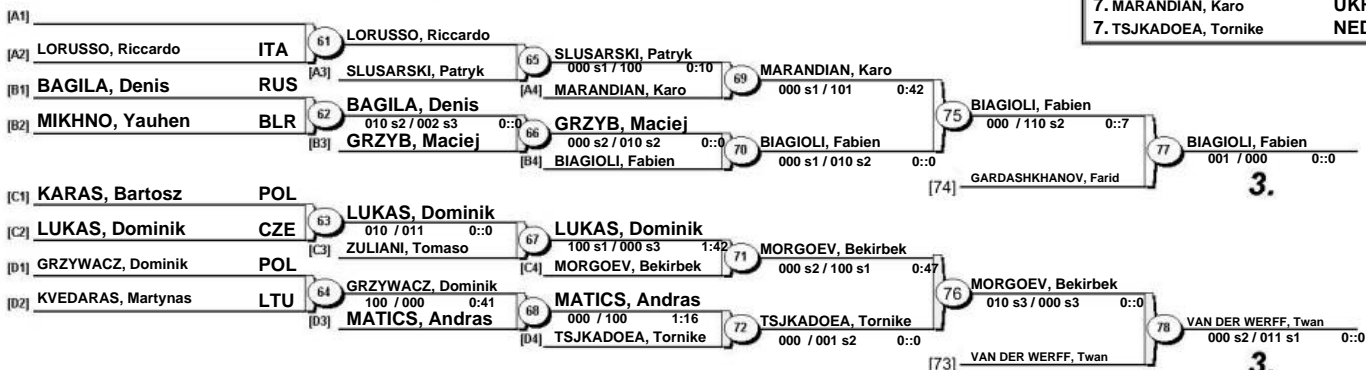 7. MARANDIAN, Karo UKR
7. TSJKADOEA, Tornike NED
[A1]
[A2] LORUSSO, Riccardo ITA
61 LORUSSO, Riccardo
[A3] SLUSARSKI, Patryk
[B1] BAGILA, Denis RUS
[B2] MIKHNO, Yauhen BLR
62 BAGILA, Denis
010 s2 / 002 s3 0::0
[B3] GRZYB, Maciej
65 SLUSARSKI, Patryk
000 s1 / 100 0:10
[A4] MARANDIAN, Karo
66 GRZYB, Maciej
000 s2 / 010 s2 0::0
[B4] BIAGIOLI, Fabien
69 MARANDIAN, Karo
000 s1 / 101 0:42
70 BIAGIOLI, Fabien
000 s1 / 010 s2 0::0
75 BIAGIOLI, Fabien
000 / 110 s2 0::7
[74] GARDASHKHANOV, Farid
77 BIAGIOLI, Fabien
001 / 000 0::0
3.
[C1] KARAS, Bartosz POL
[C2] LUKAS, Dominik CZE
63 LUKAS, Dominik
010 / 011 0::0
[C3] ZULIANI, Tomaso
[D1] GRZYWACZ, Dominik POL
[D2] KVEDARAS, Martynas LTU
64 GRZYWACZ, Dominik
100 / 000 0:41
[D3] MATICS, Andras
67 LUKAS, Dominik
100 s1 / 000 s3 1:42
[C4] MORGOEV, Bekirbek
68 MATICS, Andras
000 / 100 1:16
[D4] TSJKADOEA, Tornike
71 MORGOEV, Bekirbek
000 s2 / 100 s1 0:47
72 TSJKADOEA, Tornike
000 / 001 s2 0::0
76 MORGOEV, Bekirbek
010 s3 / 000 s3 0::0
[73] VAN DER WERFF, Twan
78 VAN DER WERFF, Twan
000 s2 / 011 s1 0::0
3.